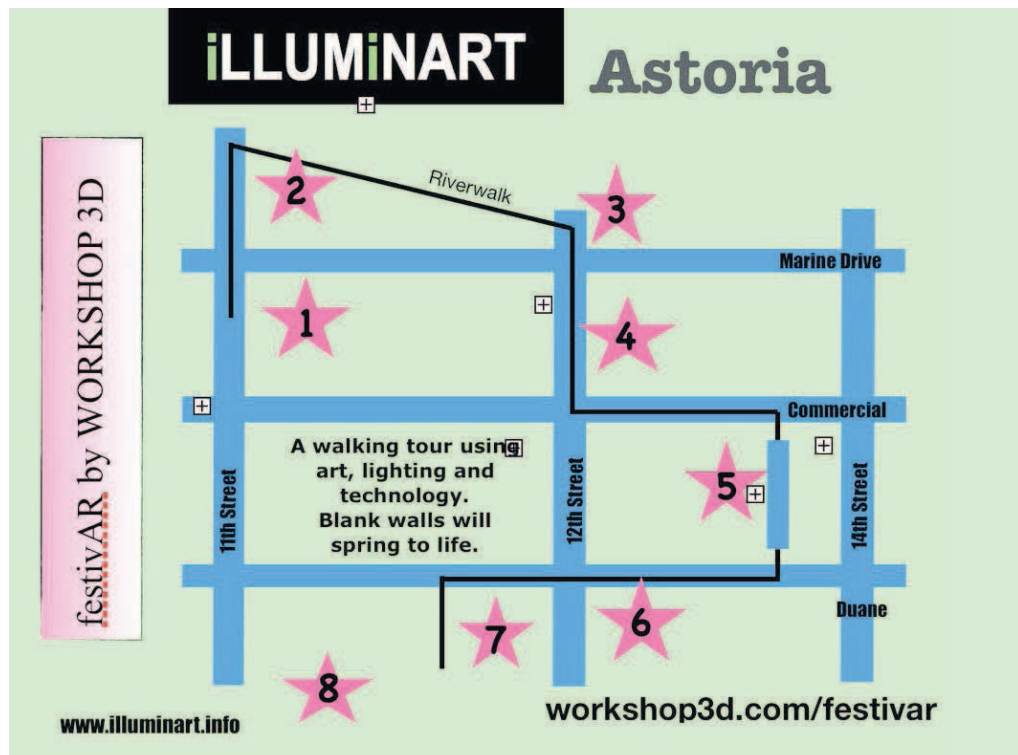 iLLUMiNART
Astoria
festivAR by WORKSHOP 3D
2
Riverwalk
3
Marine Drive
1
4
Commercial
A walking tour using
art, lighting and
technology.
Blank walls will
spring to life.
11th Street
12th Street
5
14th Street
Duane
6
7
8
www.illuminart.info
workshop3d.com/festivar